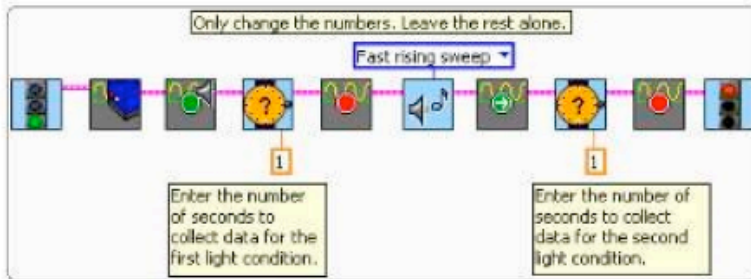 Only change the numbers. Leave the rest alone.
Fast rising sweep
?
?
1
1
Enter the number
of seconds to
collect data for the
first light condition.
Enter the number of
seconds to collect
data for the second
light condition.